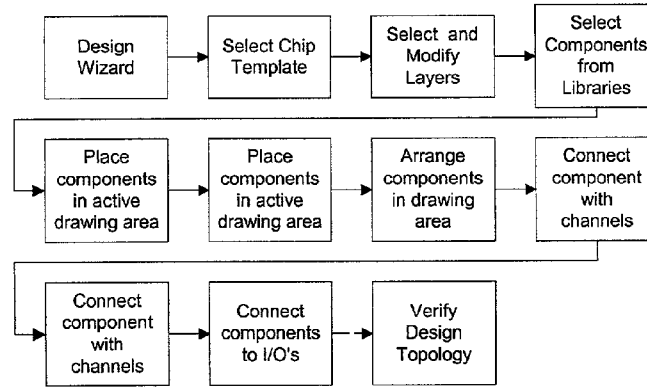 Design
Wizard
Select Chip
Template
Select and
Modify
Layers
Select
Components
from
Libraries
Place
components
in active
drawing area
Place
components
in active
drawing area
Arrange
components
in drawing
area
Connect
component
with
channels
Connect
component
with
channels
Connect
components
to I/O's
Verify
Design
Topology